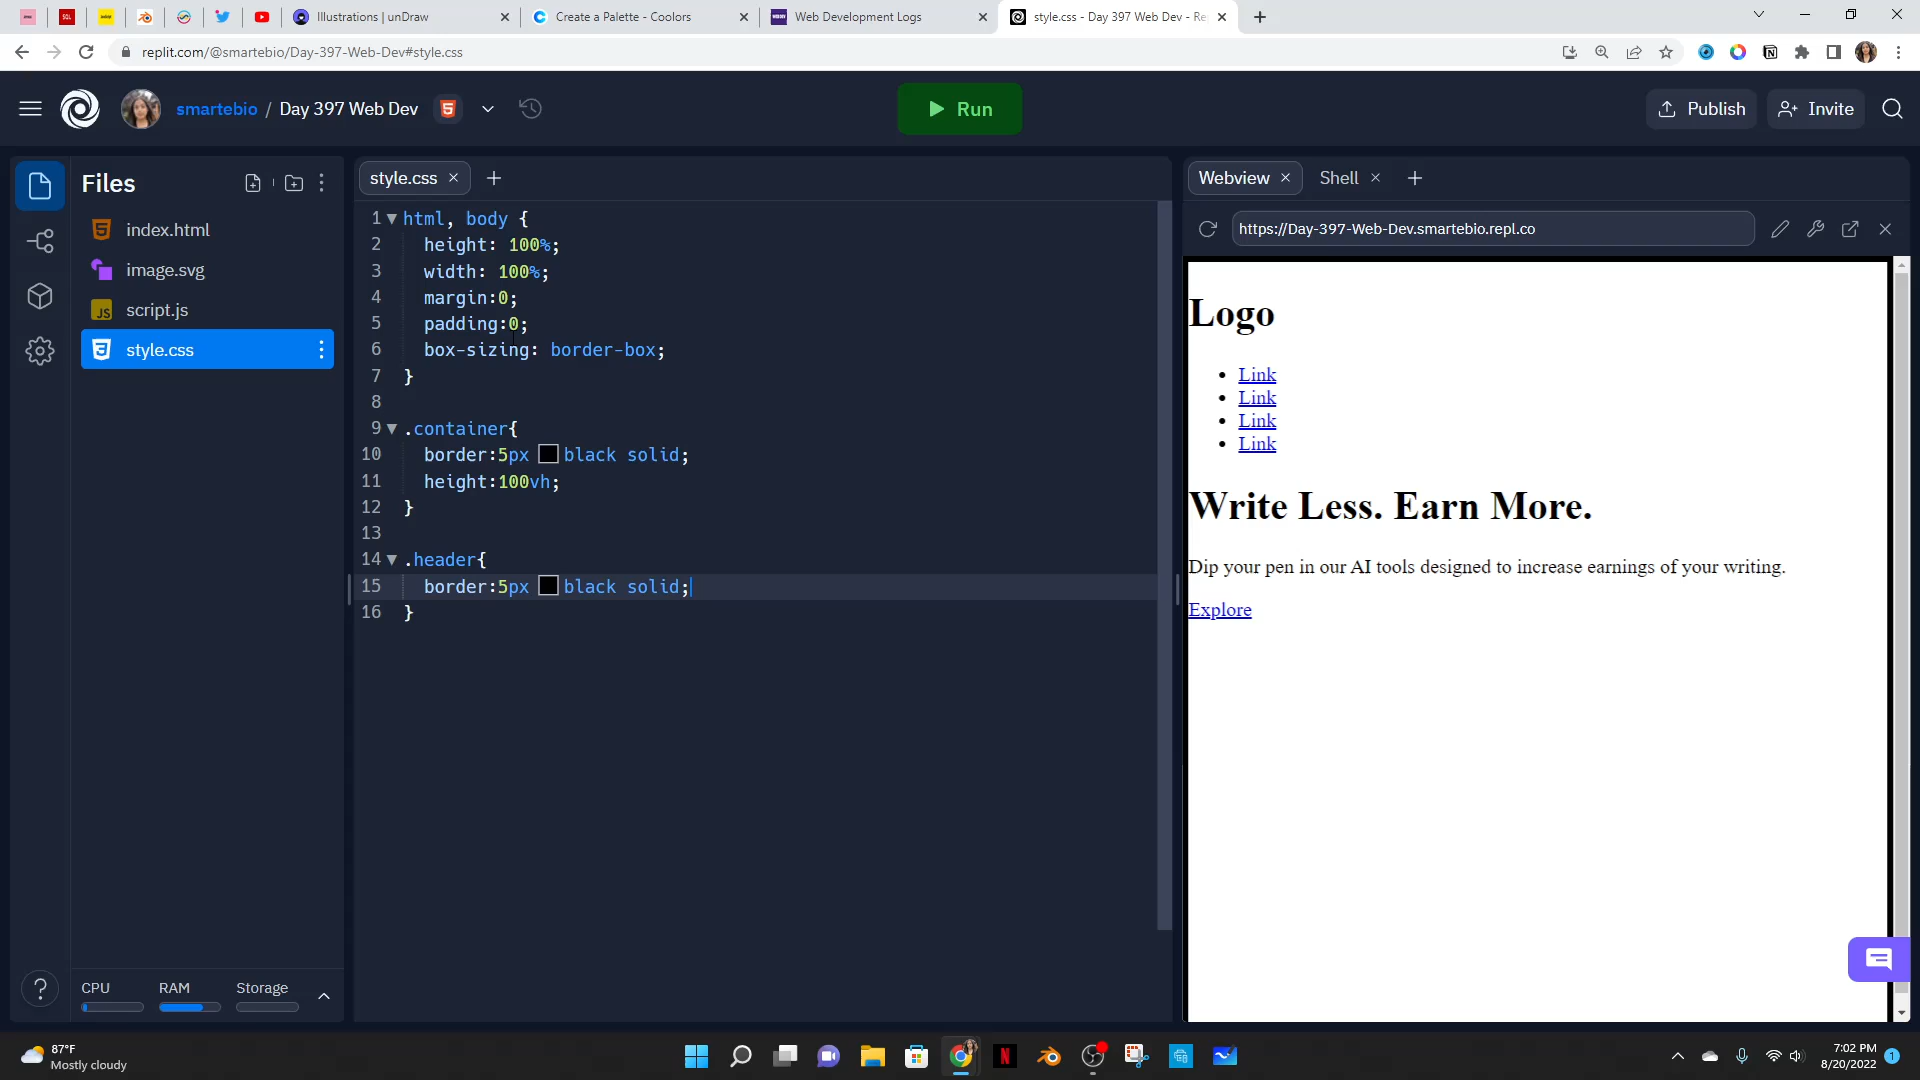 Illustrations | unDraw
Create a Palette - Coolors
Web Development Logs
style.css - Day 397 Web Dev - Re
replit.com/@smartebio/Day-397-Web-Dev#style.css
smartebio / Day 397 Web Dev
Run
Publish
Invite
Files
index.html
image.svg
script.js
style.css
CPU
RAM
Storage
style.css
1 html, body {
2 height: 100%;
3 width: 100%;
4 margin:0;
5 padding:0;
6 box-sizing: border-box;
7 }
8
9 .container{
10 border:5px black solid;
11 height:100vh;
12 }
13
14 .header{
15 border:5px black solid;
16 }
Webview
Shell
https://Day-397-Web-Dev.smartebio.repl.co
Logo
Link
Link
Link
Link
Write Less. Earn More.
Dip your pen in our AI tools designed to increase earnings of your writing.
Explore
87°F
Mostly cloudy
7:02 PM
8/20/2022
1